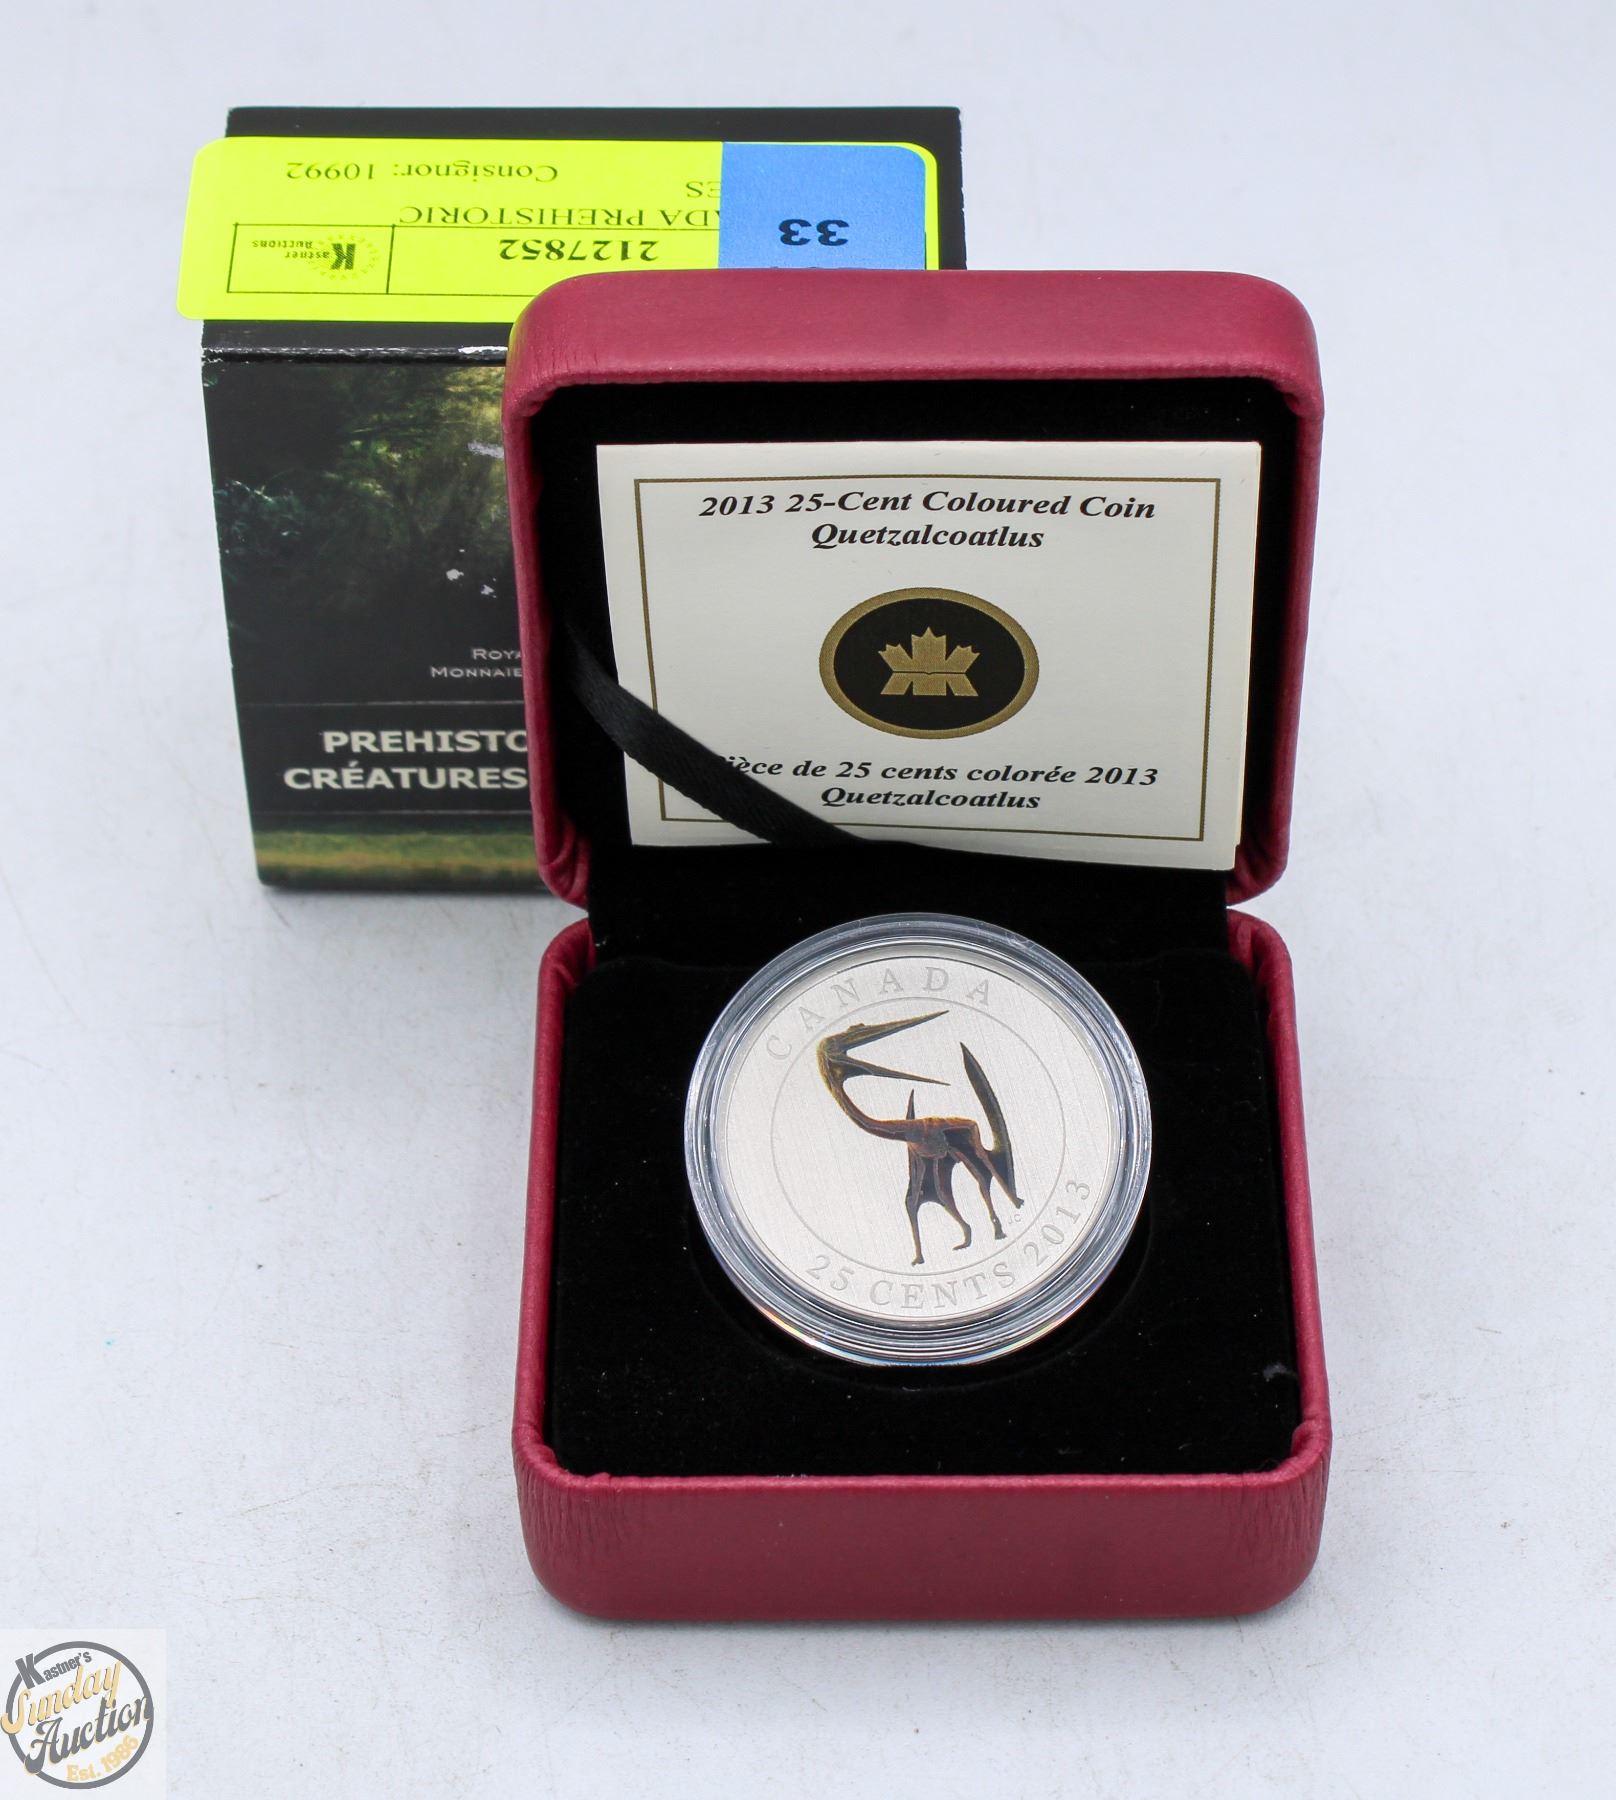 2127852
33
ADA PREHISTORIC
ES
Consignor: 10992
Kastner
Auctions
MONNAIE
PREHISTO
CRÉATURES
2013 25-Cent Coloured Coin
Quetzalcoatlus
ièce de 25 cents colorée 2013
Quetzalcoatlus
CANADA
JC
25 CENTS 2013
Kastner's
Sunday
Auction
Est. 1986